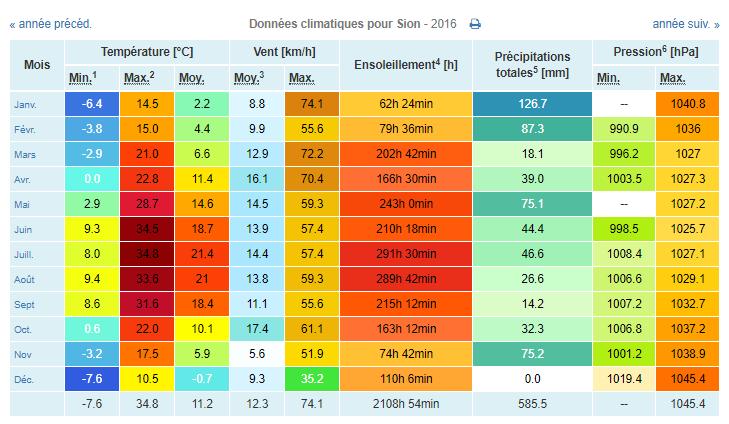 « année précéd. Données climatiques pour Sion - 2016 année suiv. »
Mois Température [°C] Vent [km/h] Ensoleillement4 [h] Précipitations totales5 [mm] Pression6 [hPa]
Min.1 Max.2 Moy. Moy.3 Max. Min. Max.
Janv. -6.4 14.5 2.2 8.8 74.1 62h 24min 126.7 -- 1040.8
Févr. -3.8 15.0 4.4 9.9 55.6 79h 36min 87.3 990.9 1036
Mars -2.9 21.0 6.6 12.9 72.2 202h 42min 18.1 996.2 1027
Avr. 0.0 22.8 11.4 16.1 70.4 166h 30min 39.0 1003.5 1027.3
Mai 2.9 28.7 14.6 14.5 59.3 243h 0min 75.1 -- 1027.2
Juin 9.3 34.5 18.7 13.9 57.4 210h 18min 44.4 998.5 1025.7
Juill. 8.0 34.8 21.4 14.4 57.4 291h 30min 46.6 1008.4 1027.1
Août 9.4 33.6 21 13.8 59.3 289h 42min 26.6 1006.6 1029.1
Sept 8.6 31.6 18.4 11.1 55.6 215h 12min 14.2 1007.2 1032.7
Oct. 0.6 22.0 10.1 17.4 61.1 163h 12min 32.3 1006.8 1037.2
Nov -3.2 17.5 5.9 5.6 51.9 74h 42min 75.2 1001.2 1038.9
Déc. -7.6 10.5 -0.7 9.3 35.2 110h 6min 0.0 1019.4 1045.4
-7.6 34.8 11.2 12.3 74.1 2108h 54min 585.5 -- 1045.4